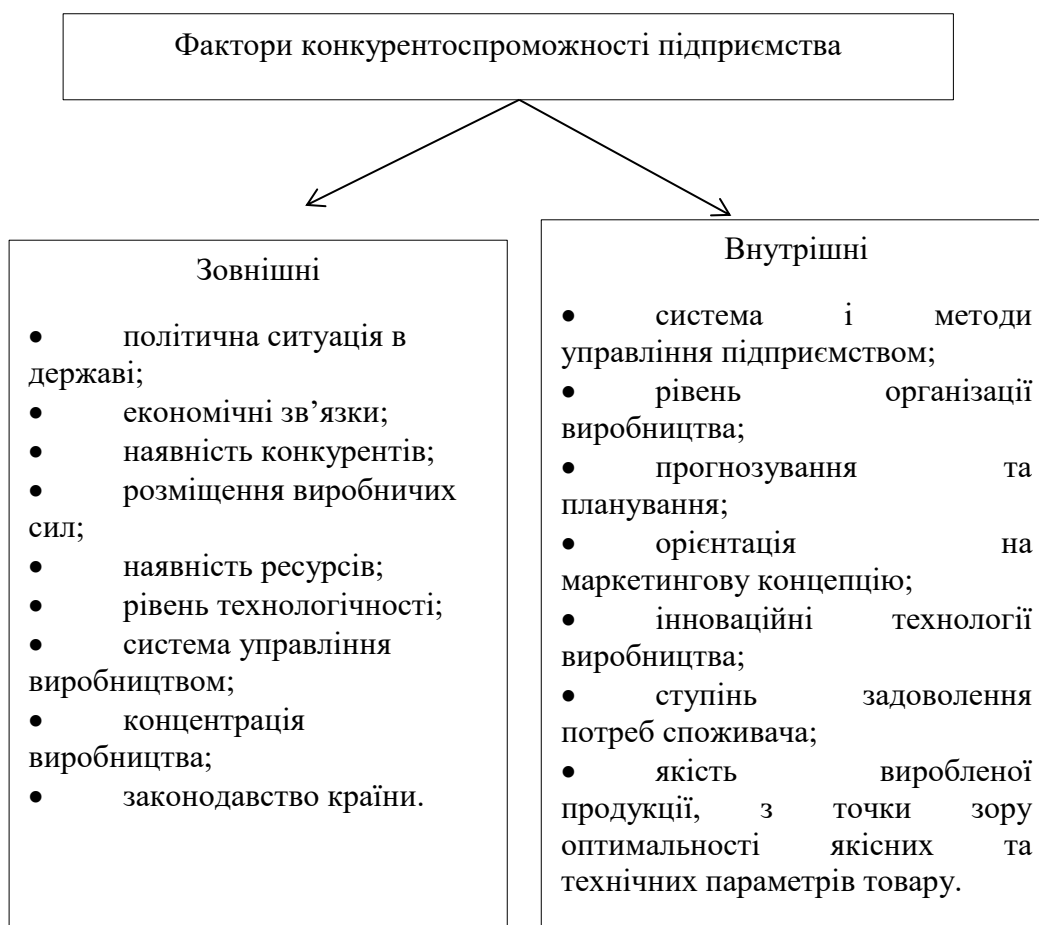 Фактори конкурентоспроможності підприємства
Зовнішні
• політична ситуація в
державі;
• економічні зв’язки;
• наявність конкурентів;
• розміщення виробничих
сил;
• наявність ресурсів;
• рівень технологічності;
• система управління
виробництвом;
• концентрація
виробництва;
• законодавство країни.
Внутрішні
• система і методи
управління підприємством;
• рівень організації
виробництва;
• прогнозування та
планування;
• орієнтація на
маркетингову концепцію;
• інноваційні технології
виробництва;
• ступінь задоволення
потреб споживача;
• якість виробленої
продукції, з точки зору
оптимальності якісних та
технічних параметрів товару.